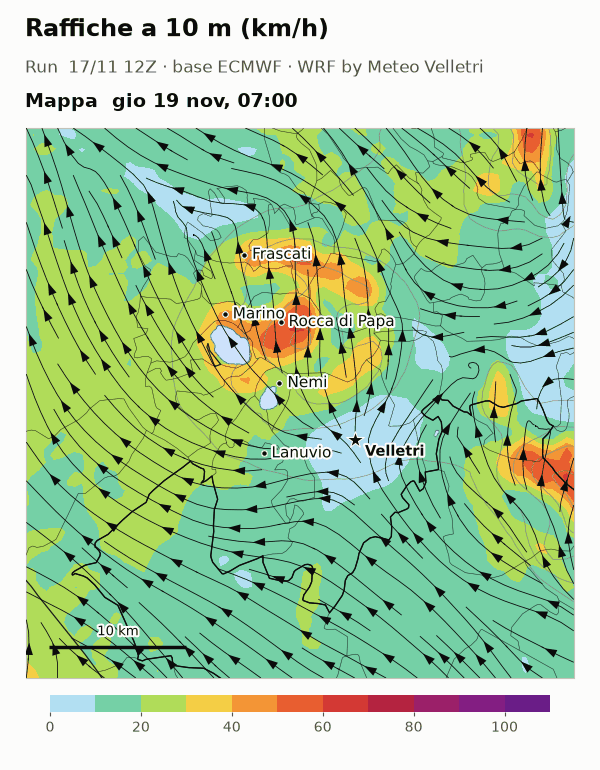 Raffiche a 10 m (km/h)
Run  17/11 12Z · base ECMWF · WRF by Meteo Velletri
Mappa  gio 19 nov, 07:00
Frascati
Marino
Rocca di Papa
Nemi
Lanuvio
Velletri
10 km
0 20 40 60 80 100